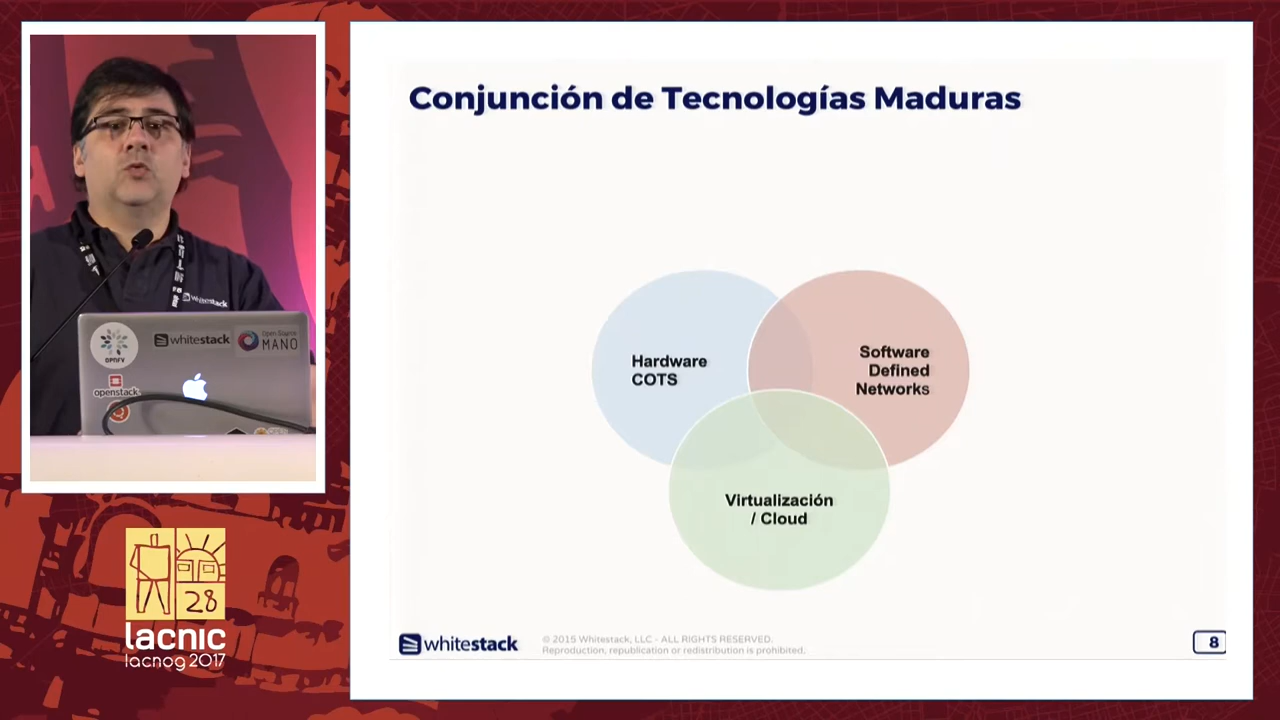 Conjunción de Tecnologías Maduras
Hardware
COTS
Software
Defined
Networks
Virtualización
/ Cloud
whitestack
© 2015 Whitestack, LLC - ALL RIGHTS RESERVED.
Reproduction, republication or redistribution is prohibited.
8
Whitestack
OPNFV
whitestack
Open Source
MANO
openstack
28
lacnic
lacnog 2017